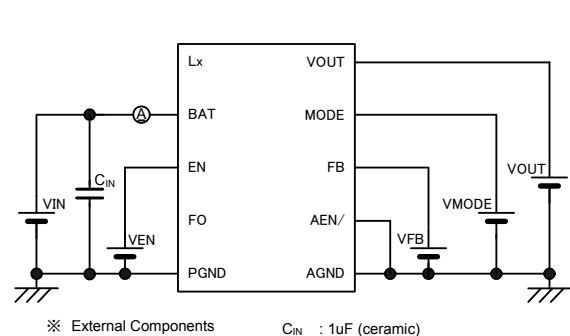 Lx VOUT
A BAT MODE
EN FB VOUT
CIN
VIN VMODE
FO AEN/
VEN VFB
PGND AGND
※ External Components CIN : 1uF (ceramic)